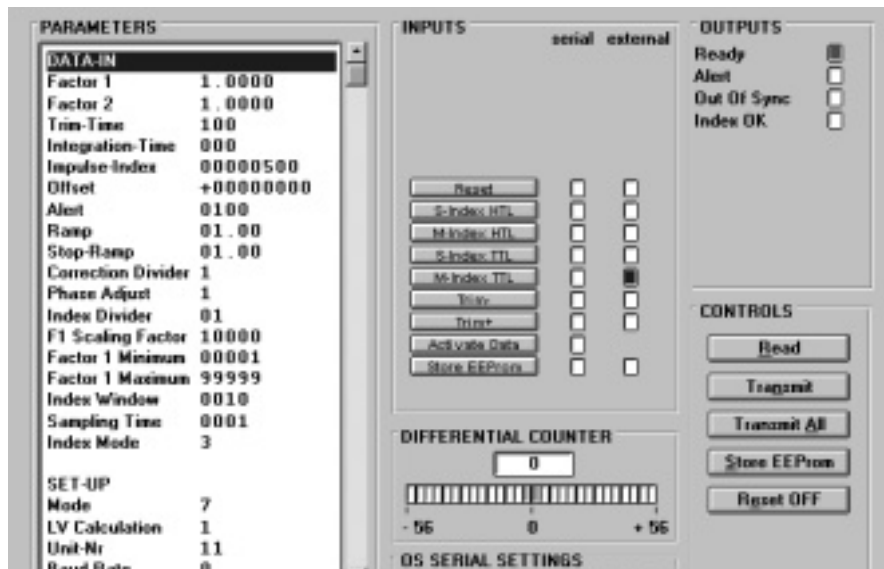 PARAMETERS
DATA-IN
Factor 1 1.0000
Factor 2 1.0000
Trim-Time 100
Integration-Time 000
Impulse-Index 00000500
Offset +00000000
Alert 0100
Ramp 01.00
Stop-Ramp 01.00
Correction Divider 1
Phase Adjust 1
Index Divider 01
F1 Scaling Factor 10000
Factor 1 Minimum 00001
Factor 1 Maximum 99999
Index Window 0010
Sampling Time 0001
Index Mode 3
SET-UP
Mode 7
LV Calculation 1
Unit-Nr 11
Baud Rate 0
INPUTS
serial external
Reset
S-Index HTL
M-Index HTL
S-Index TTL
M-Index TTL
Trim-
Trim+
Activate Data
Store EEProm
DIFFERENTIAL COUNTER
0
- 56 0 + 56
OS SERIAL SETTINGS
OUTPUTS
Ready
Alert
Out Of Sync
Index OK
CONTROLS
Read
Transmit
Transmit All
Store EEProm
Reset OFF